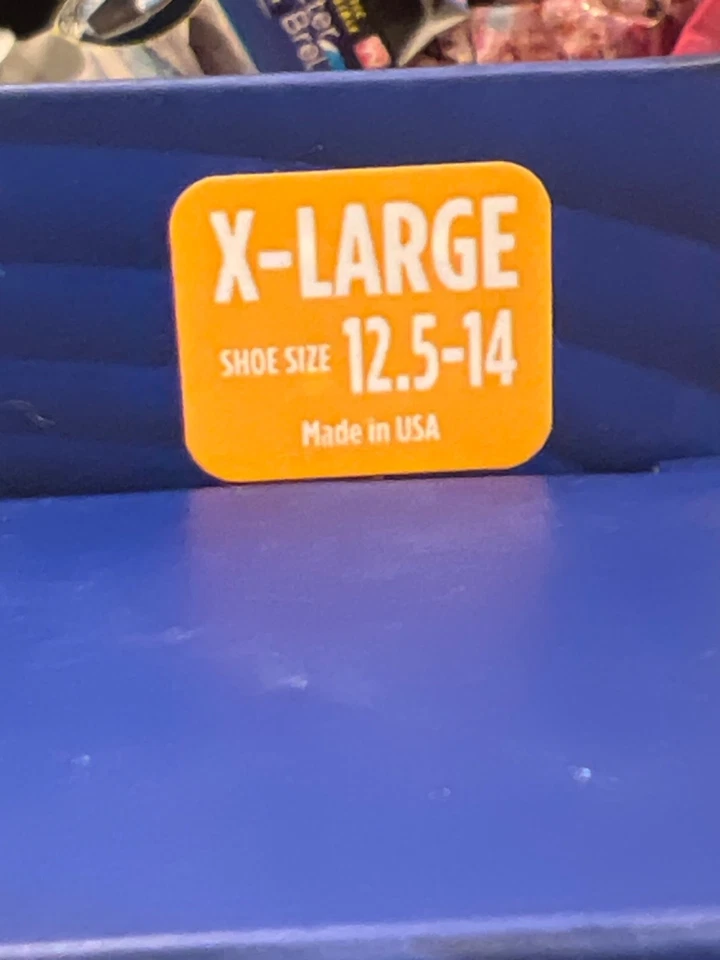 X-LARGE
SHOE SIZE 12.5-14
Made in USA